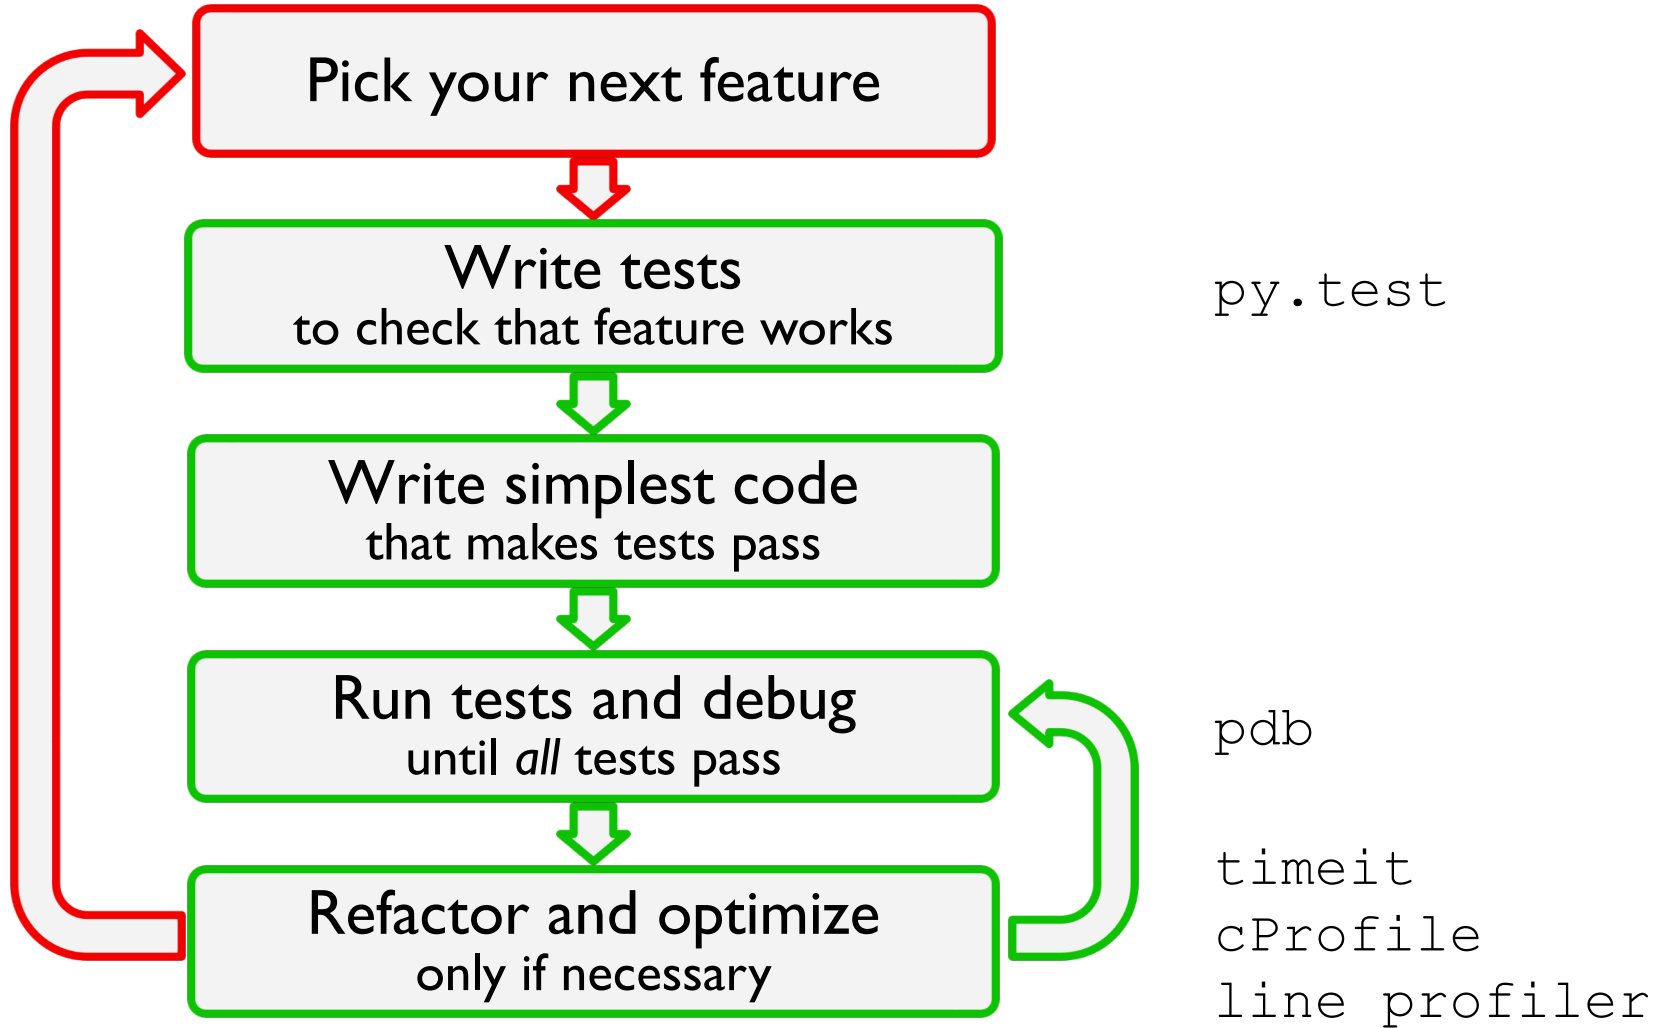 Pick your next feature
Write tests
to check that feature works
py.test
Write simplest code
that makes tests pass
Run tests and debug
until all tests pass
pdb
Refactor and optimize
only if necessary
timeit
cProfile
line profiler